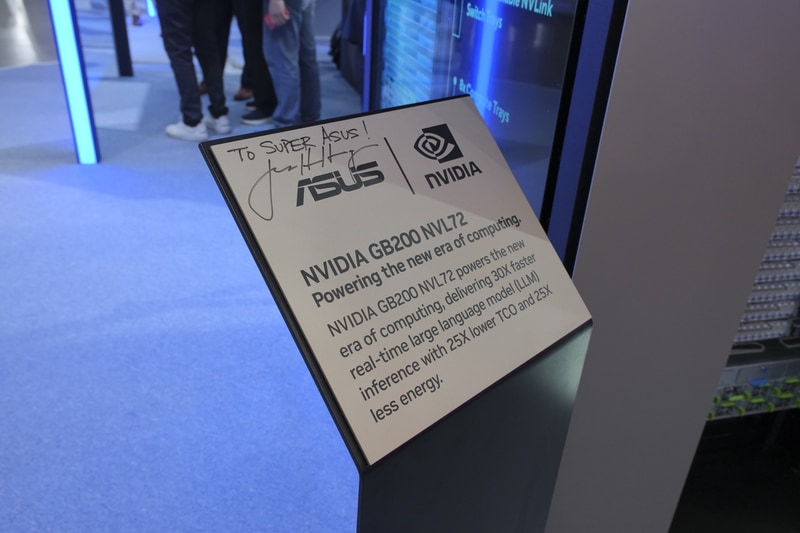 NVLink
Switch Trays
Trays
TO SUPER ASUS!
ASUS
NVIDIA
NVIDIA GB200 NVL72
Powering the new era of computing.
NVIDIA GB200 NVL72 powers the new
era of computing, delivering 30X faster
real-time large language model (LLM)
inference with 25X lower TCO and 25X
less energy.